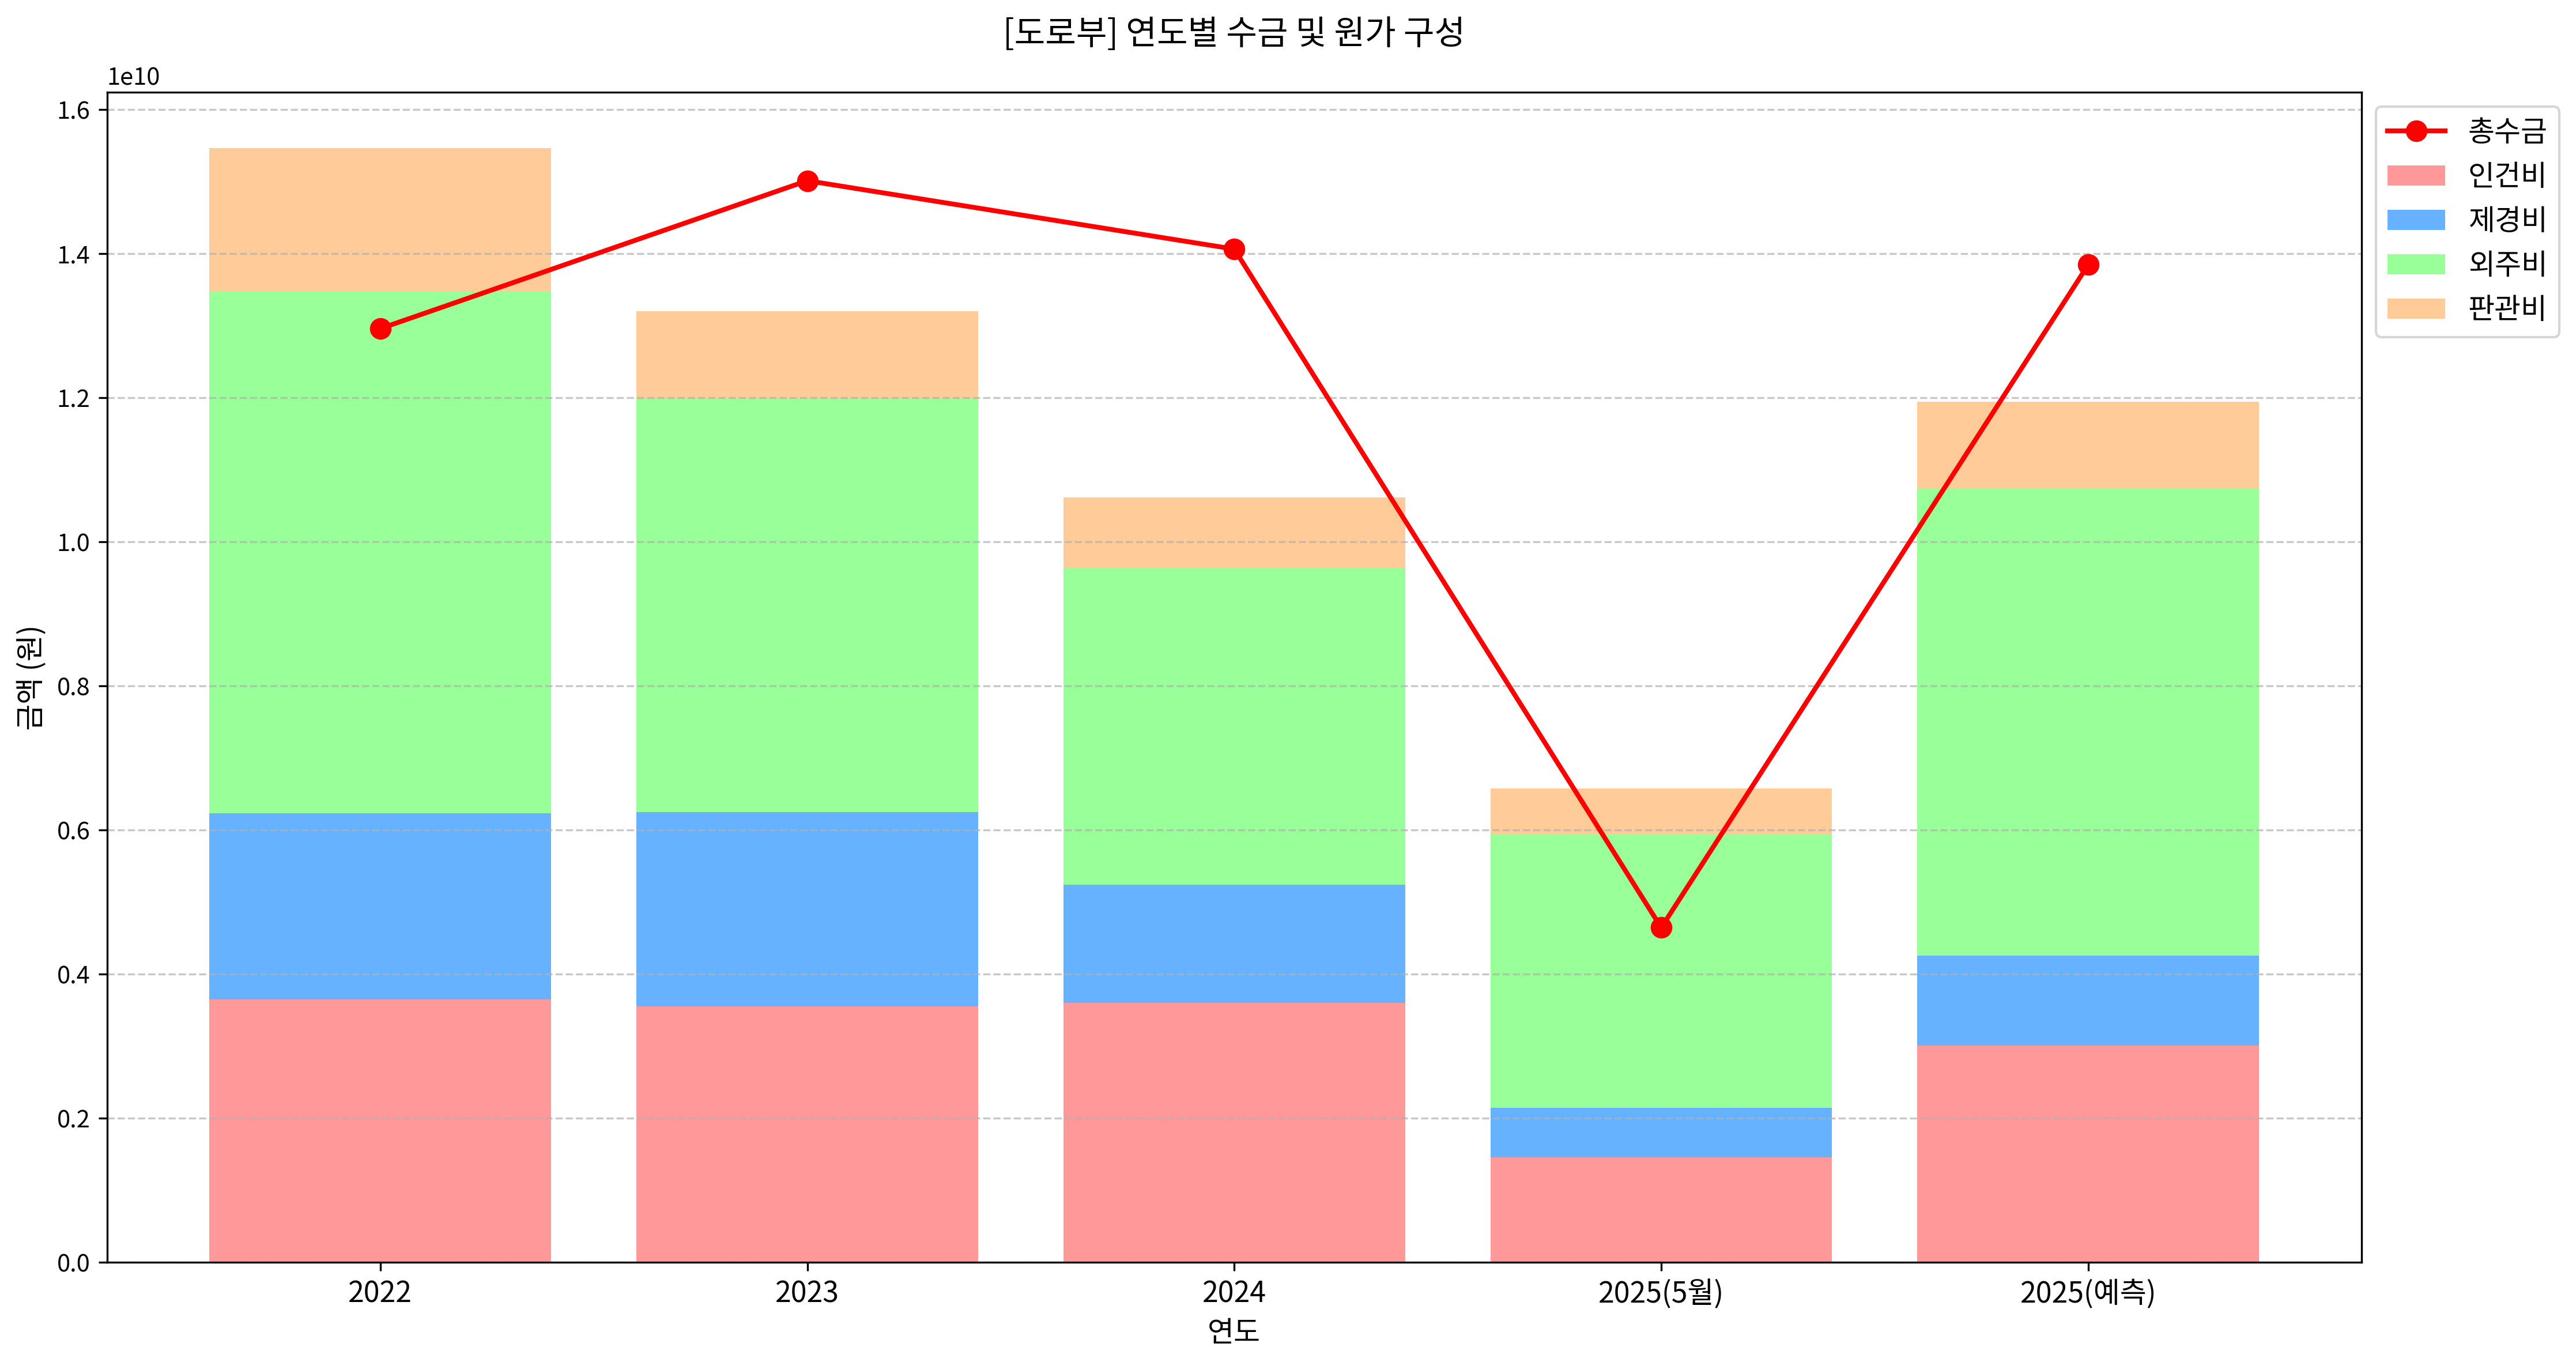 [도로부] 연도별 수금 및 원가 구성
1e10
1.6
1.4
1.2
1.0
0.8
0.6
0.4
0.2
0.0
금액 (원)
2022
2023
2024
2025(5월)
2025(예측)
연도
총수금
인건비
제경비
외주비
판관비